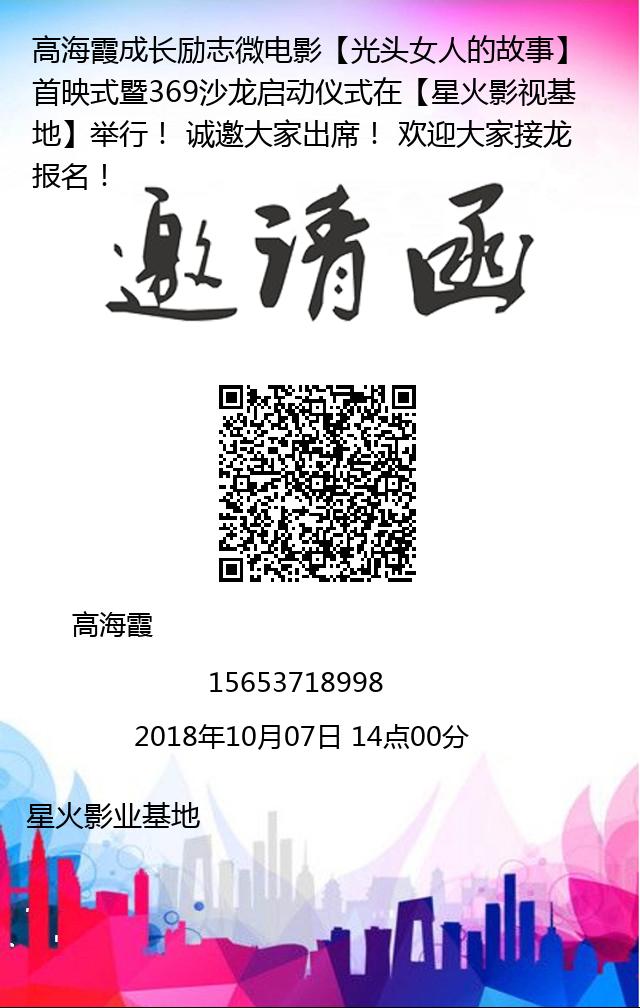 高海霞成长励志微电影【光头女人的故事】
首映式暨369沙龙启动仪式在【星火影视基
地】举行！ 诚邀大家出席！ 欢迎大家接龙
报名！
邀请函
高海霞
15653718998
2018年10月07日 14点00分
星火影业基地